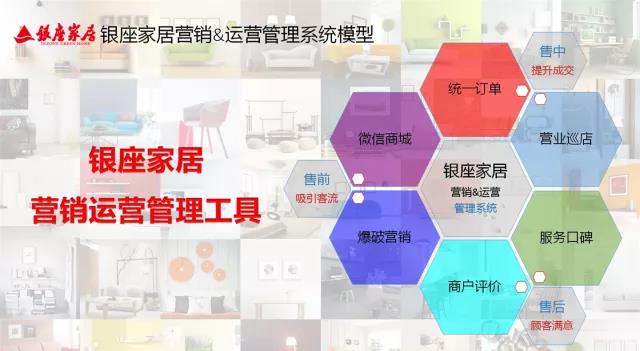 银座家居
INZONE GREEN HOME
银座家居营销&运营管理系统模型
银座家居
营销运营管理工具
统一订单
售中
提升成交
微信商城
营业巡店
银座家居
营销&运营
管理系统
售前
吸引客流
爆破营销
服务口碑
商户评价
售后
顾客满意